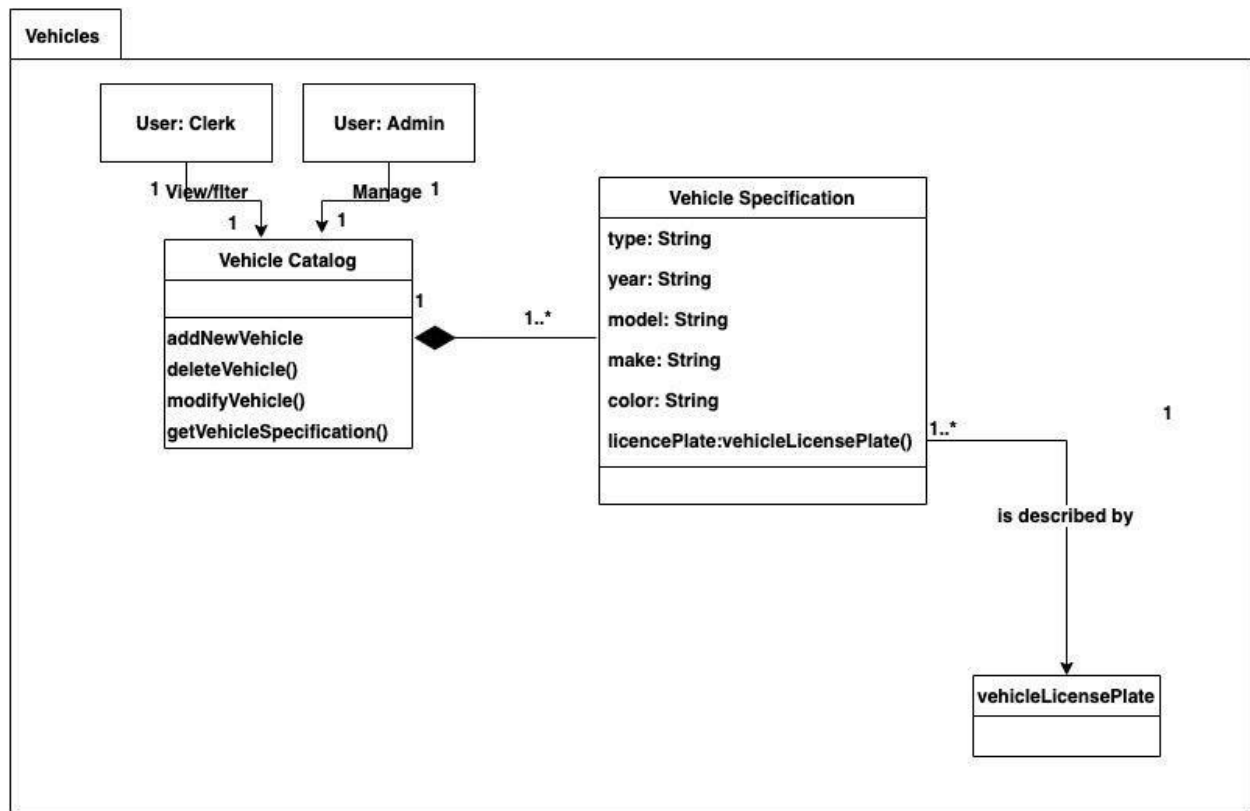 Vehicles
User: Clerk
User: Admin
1
View/flter
Manage
1
1
1
Vehicle Catalog
addNewVehicle
deleteVehicle()
modifyVehicle()
getVehicleSpecification()
1
1..*
Vehicle Specification
type: String
year: String
model: String
make: String
color: String
licencePlate:vehicleLicensePlate()
1..*
1
is described by
vehicleLicensePlate